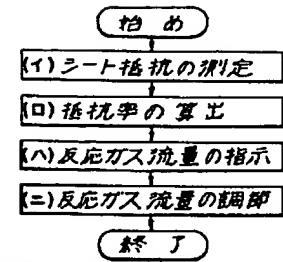 始め
(イ)シート抵抗の測定
(ロ)抵抗率の算出
(ハ)反応ガス流量の指示
(ニ)反応ガス流量の調節
終了